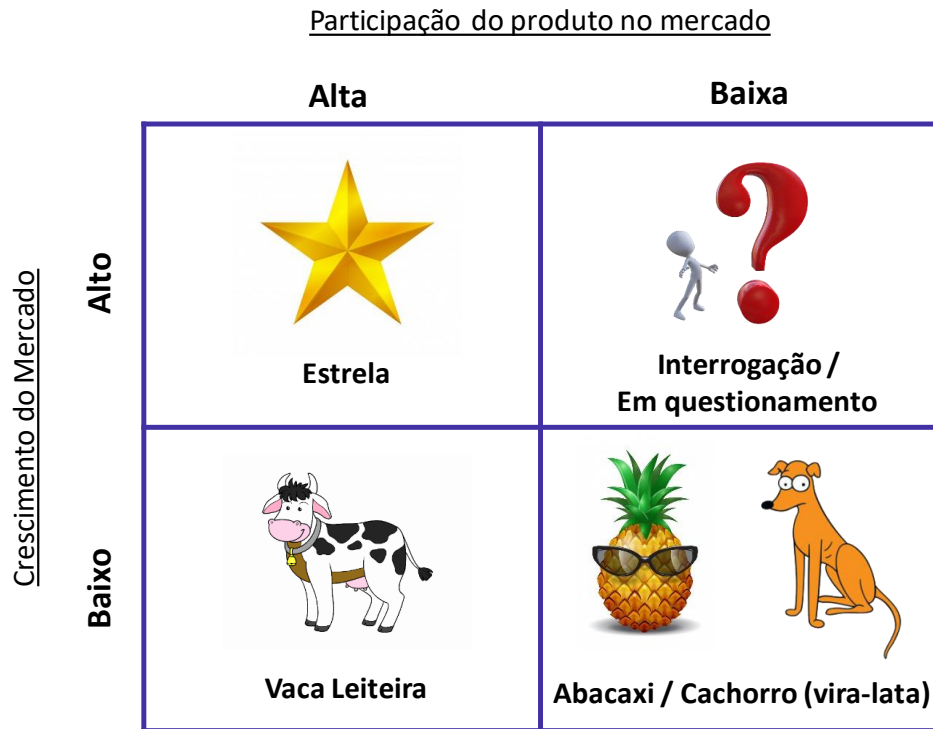 Participação do produto no mercado
Alta
Baixa
Crescimento do Mercado
Alto
Estrela
Interrogação /
Em questionamento
Baixo
Vaca Leiteira
Abacaxi / Cachorro (vira-lata)